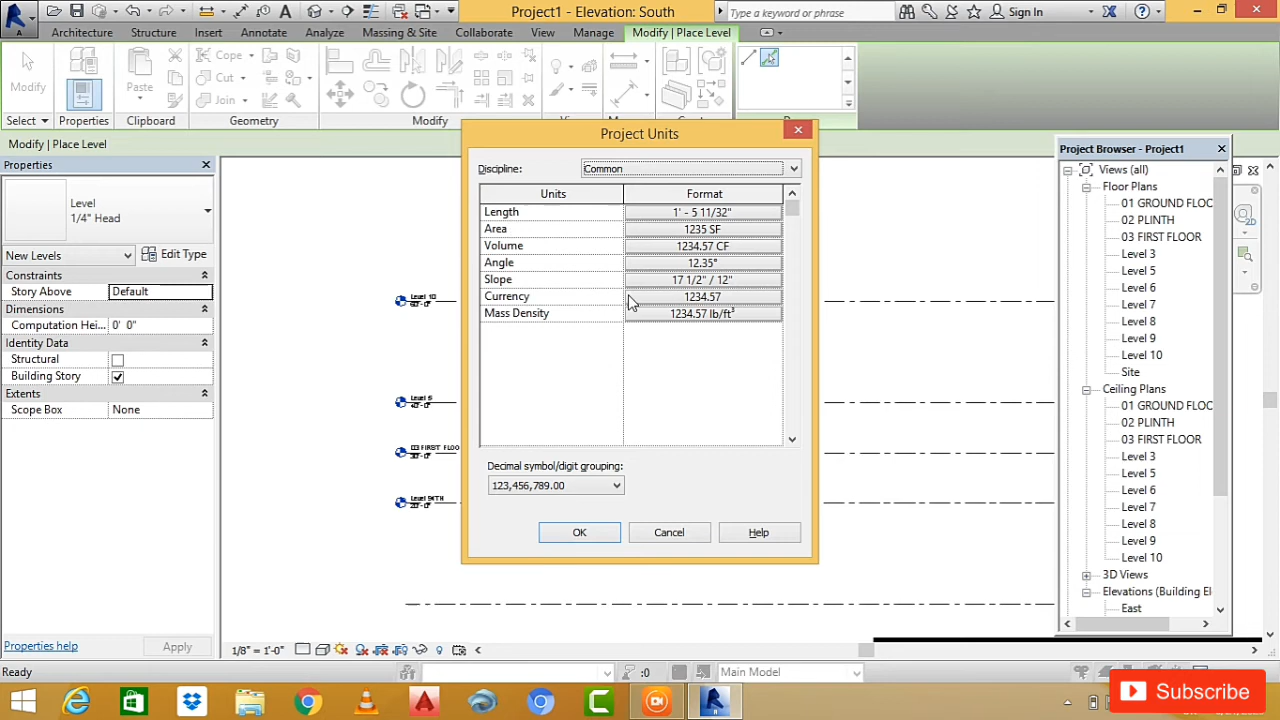 Project1 - Elevation: South
Type a keyword or phrase
Sign In
Architecture
Structure
Insert
Annotate
Analyze
Massing & Site
Collaborate
View
Manage
Modify | Place Level
Modify
Cope
Cut
Join
Paste
Select
Properties
Clipboard
Geometry
Modify
Modify | Place Level
Properties
Level
1/4" Head
New Levels
Edit Type
Constraints
Story Above
Default
Dimensions
Computation Hei...
0' 0"
Identity Data
Structural
Building Story
Extents
Scope Box
None
Properties help
Apply
Project Units
Discipline:
Common
Units
Format
Length
1' - 5 11/32"
Area
1235 SF
Volume
1234.57 CF
Angle
12.35°
Slope
17 1/2" / 12"
Currency
1234.57
Mass Density
1234.57 lb/ft³
Decimal symbol/digit grouping:
123,456,789.00
OK
Cancel
Help
Project Browser - Project1
Views (all)
Floor Plans
01 GROUND FLOO
02 PLINTH
03 FIRST FLOOR
Level 3
Level 5
Level 6
Level 7
Level 8
Level 9
Level 10
Site
Ceiling Plans
01 GROUND FLOO
02 PLINTH
03 FIRST FLOOR
Level 3
Level 5
Level 6
Level 7
Level 8
Level 9
Level 10
3D Views
Elevations (Building El
East
Level 10
03 FIRST FLOO
1/8" = 1'-0"
Ready
:0
Main Model
Subscribe